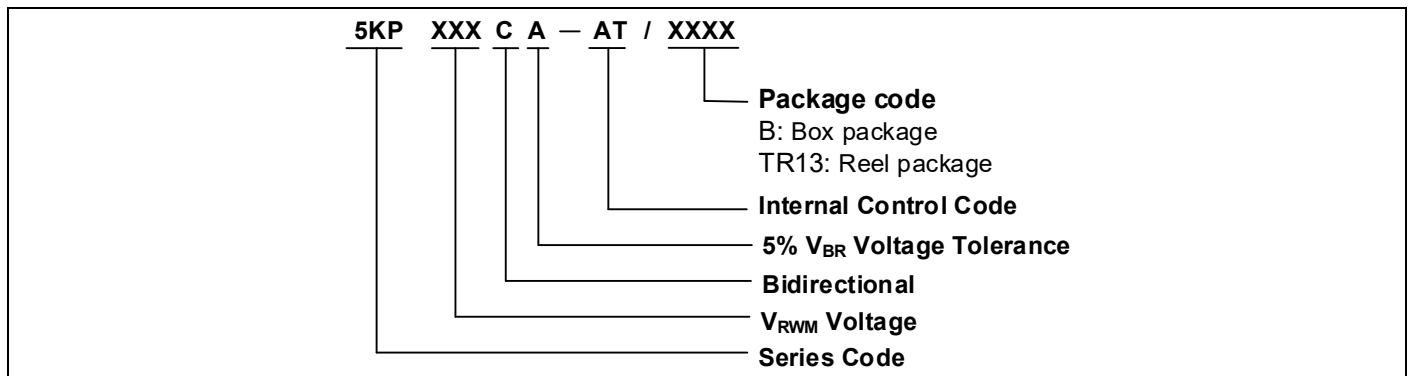 5KP XXX C A — AT / XXXX
Package code
B: Box package
TR13: Reel package
Internal Control Code
5% VBR Voltage Tolerance
Bidirectional
VRWM Voltage
Series Code